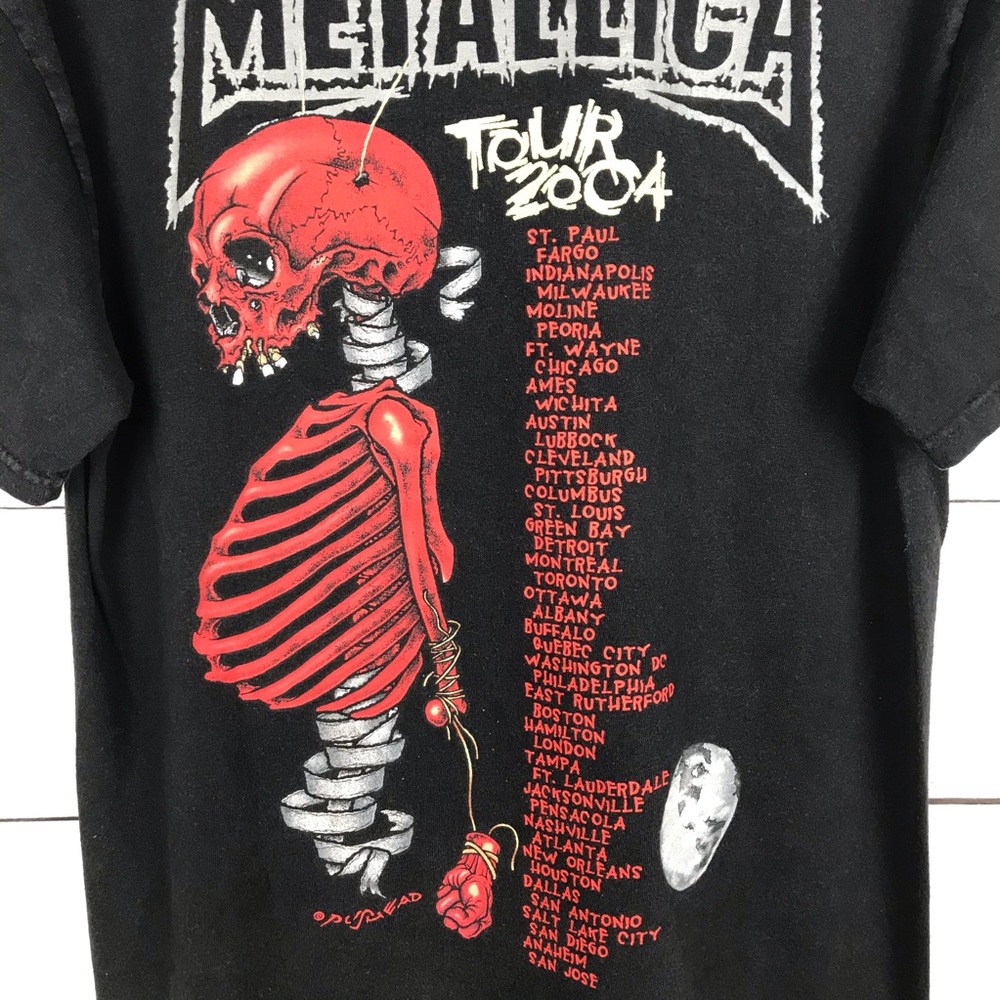 METALLICA
TOUR
2004
ST. PAUL
FARGO
INDIANAPOLIS
MILWAUKEE
MOLINE
PEORIA
FT. WAYNE
CHICAGO
AMES
WICHITA
AUSTIN
LUBBOCK
CLEVELAND
PITTSBURGH
COLUMBUS
ST. LOUIS
GREEN BAY
DETROIT
MONTREAL
TORONTO
OTTAWA
ALBANY
BUFFALO
QUEBEC CITY
WASHINGTON DC
PHILADELPHIA
EAST RUTHERFORD
BOSTON
HAMILTON
LONDON
TAMPA
FT. LAUDERDALE
JACKSONVILLE
PENSACOLA
NASHVILLE
ATLANTA
NEW ORLEANS
HOUSTON
DALLAS
SAN ANTONIO
SALT LAKE CITY
SAN DIEGO
ANAHEIM
SAN JOSE
©PUSHEAD